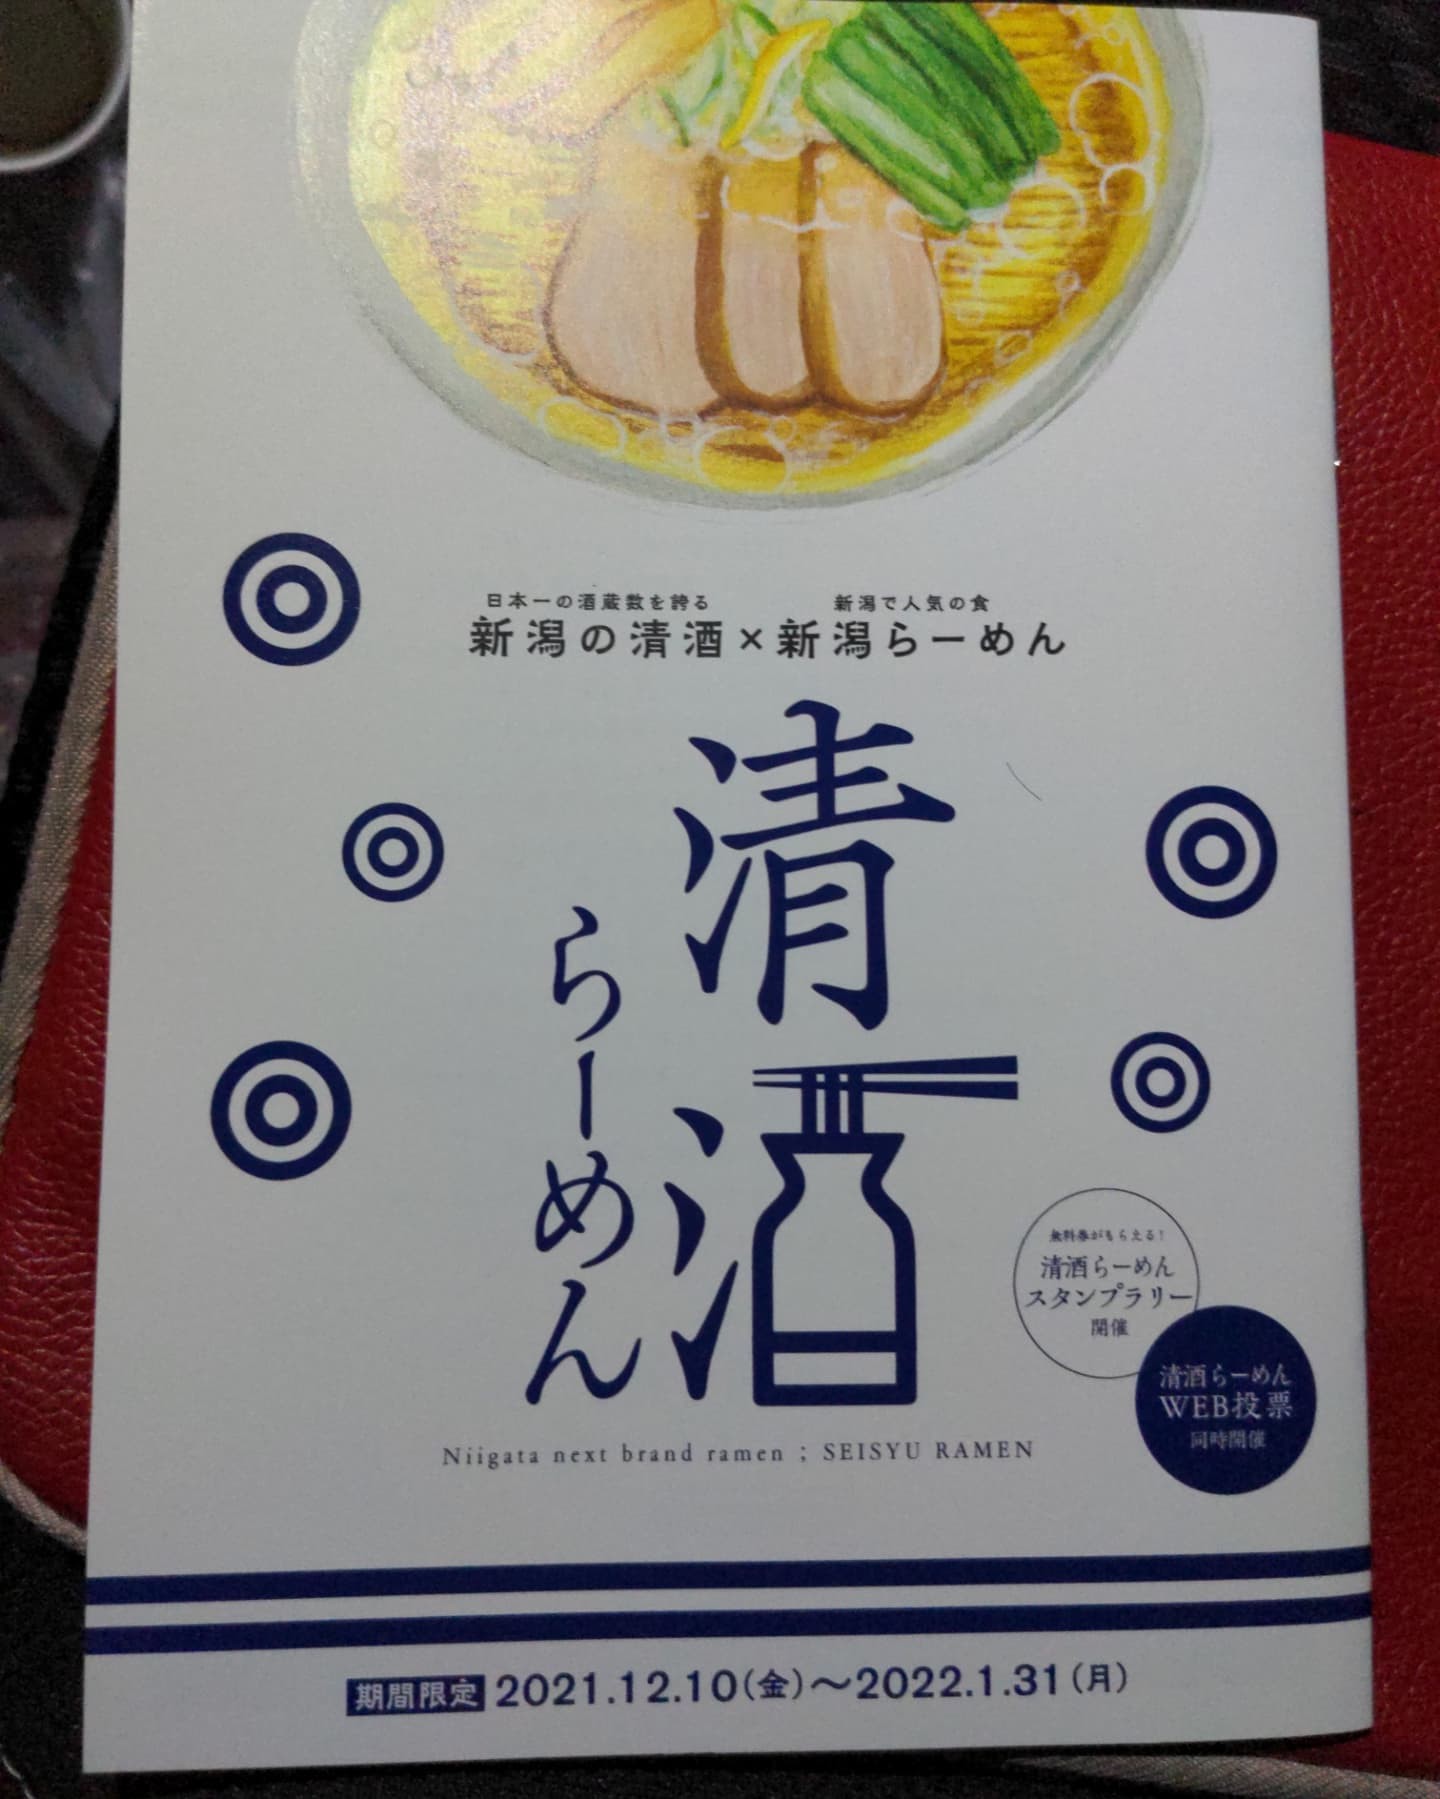 日本一の酒蔵数を誇る 新潟で人気の食
新潟の清酒×新潟らーめん
清酒
らーめん
無料券がもらえる!
清酒らーめん
スタンプラリー
開催
清酒らーめん
WEB投票
同時開催
Niigata next brand ramen ; SEISYU RAMEN
期間限定 2021.12.10(金)〜2022.1.31(月)